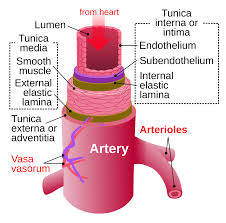 from heart
Lumen
Tunica
interna or
intima
Tunica
media
Endothelium
Subendothelium
Smooth
muscle
Internal
elastic
lamina
External
elastic
lamina
Tunica
externa or
adventitia
Arterioles
Artery
Vasa
vasorum